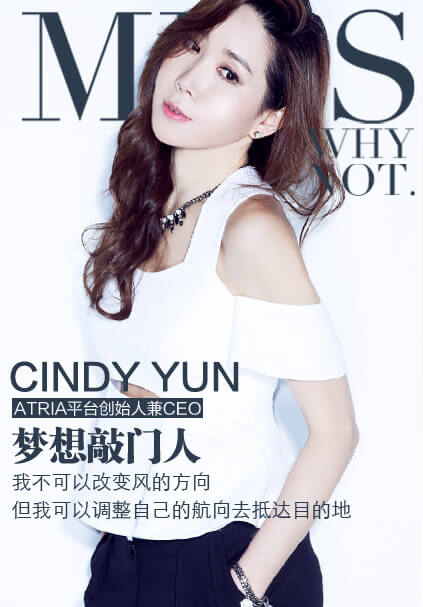 WHY
NOT.
CINDY YUN
ATRIA平台创始人兼CEO
梦想敲门人
我不可以改变风的方向
但我可以调整自己的航向去抵达目的地